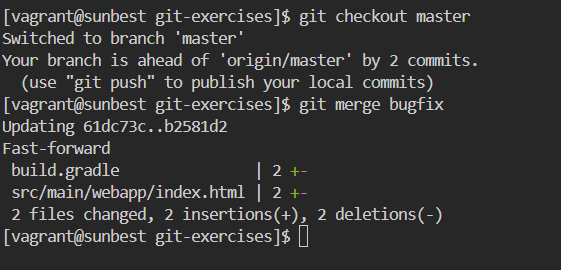 [vagrant@sunbest git-exercises]$ git checkout master
Switched to branch 'master'
Your branch is ahead of 'origin/master' by 2 commits.
  (use "git push" to publish your local commits)
[vagrant@sunbest git-exercises]$ git merge bugfix
Updating 61dc73c..b2581d2
Fast-forward
 build.gradle              | 2 +-
 src/main/webapp/index.html | 2 +-
 2 files changed, 2 insertions(+), 2 deletions(-)
[vagrant@sunbest git-exercises]$